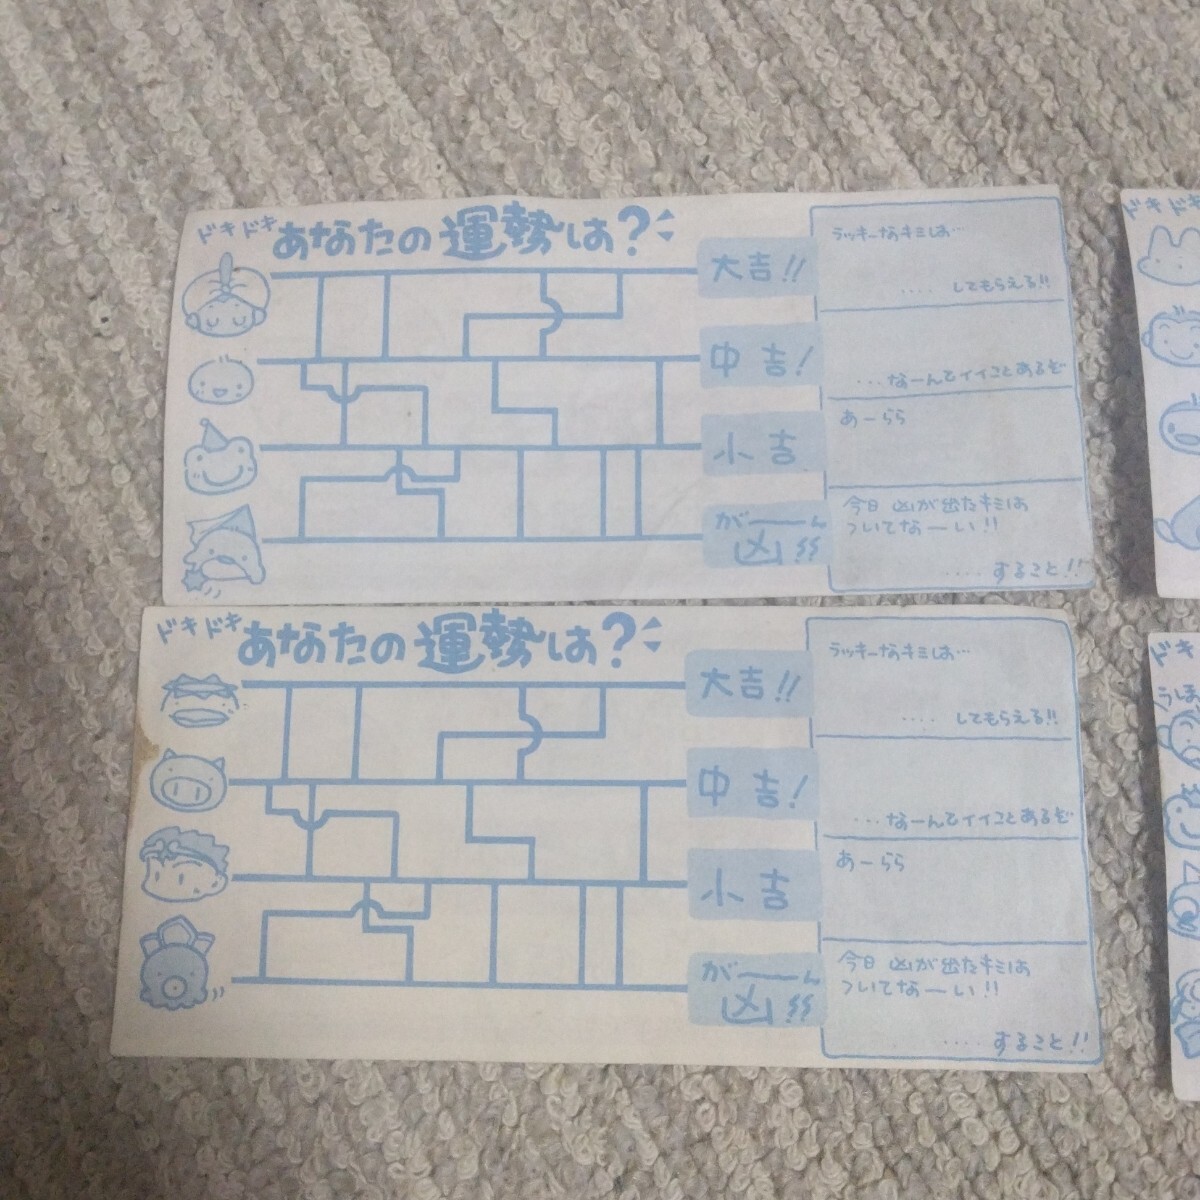 ドキドキあなたの運勢は?
大吉!!
中吉!
小吉
がーーん
凶!!
ラッキーなキミは…
‥‥してもらえる!!
…なーんてイイことあるぞ
あーらら
今日凶が出たキミは
ついてなーい!!
‥‥すること!!
ドキドキあなたの運勢は?
大吉!!
中吉!
小吉
がーーん
凶!!
ラッキーなキミは…
‥‥してもらえる!!
…なーんてイイことあるぞ
あーらら
今日凶が出たキミは
ついてなーい!!
‥‥すること!!
ドキドキ
ドキ
うほ